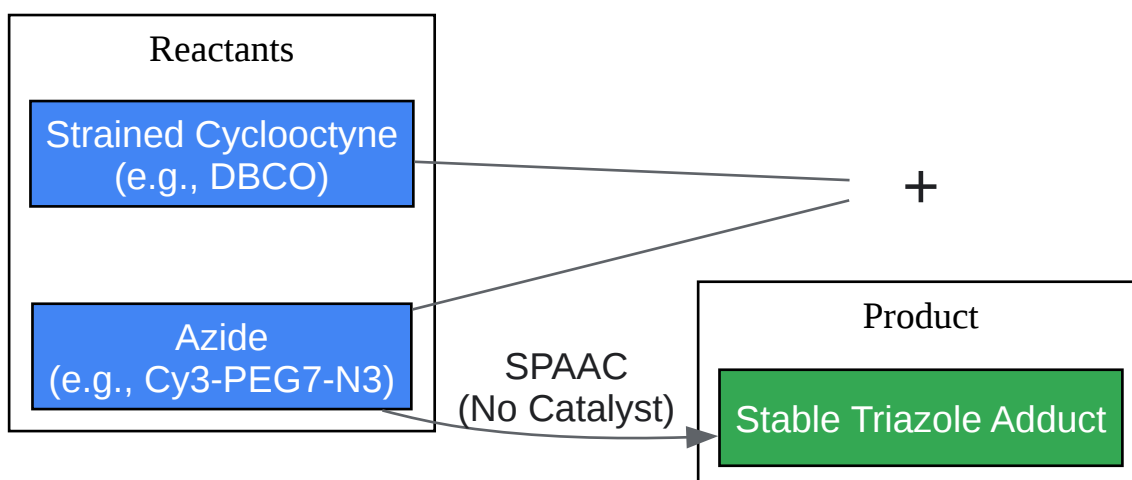 Reactants
Strained Cyclooctyne
(e.g., DBCO)
+
Azide
(e.g., Cy3-PEG7-N3)
SPAAC
(No Catalyst)
Product
Stable Triazole Adduct